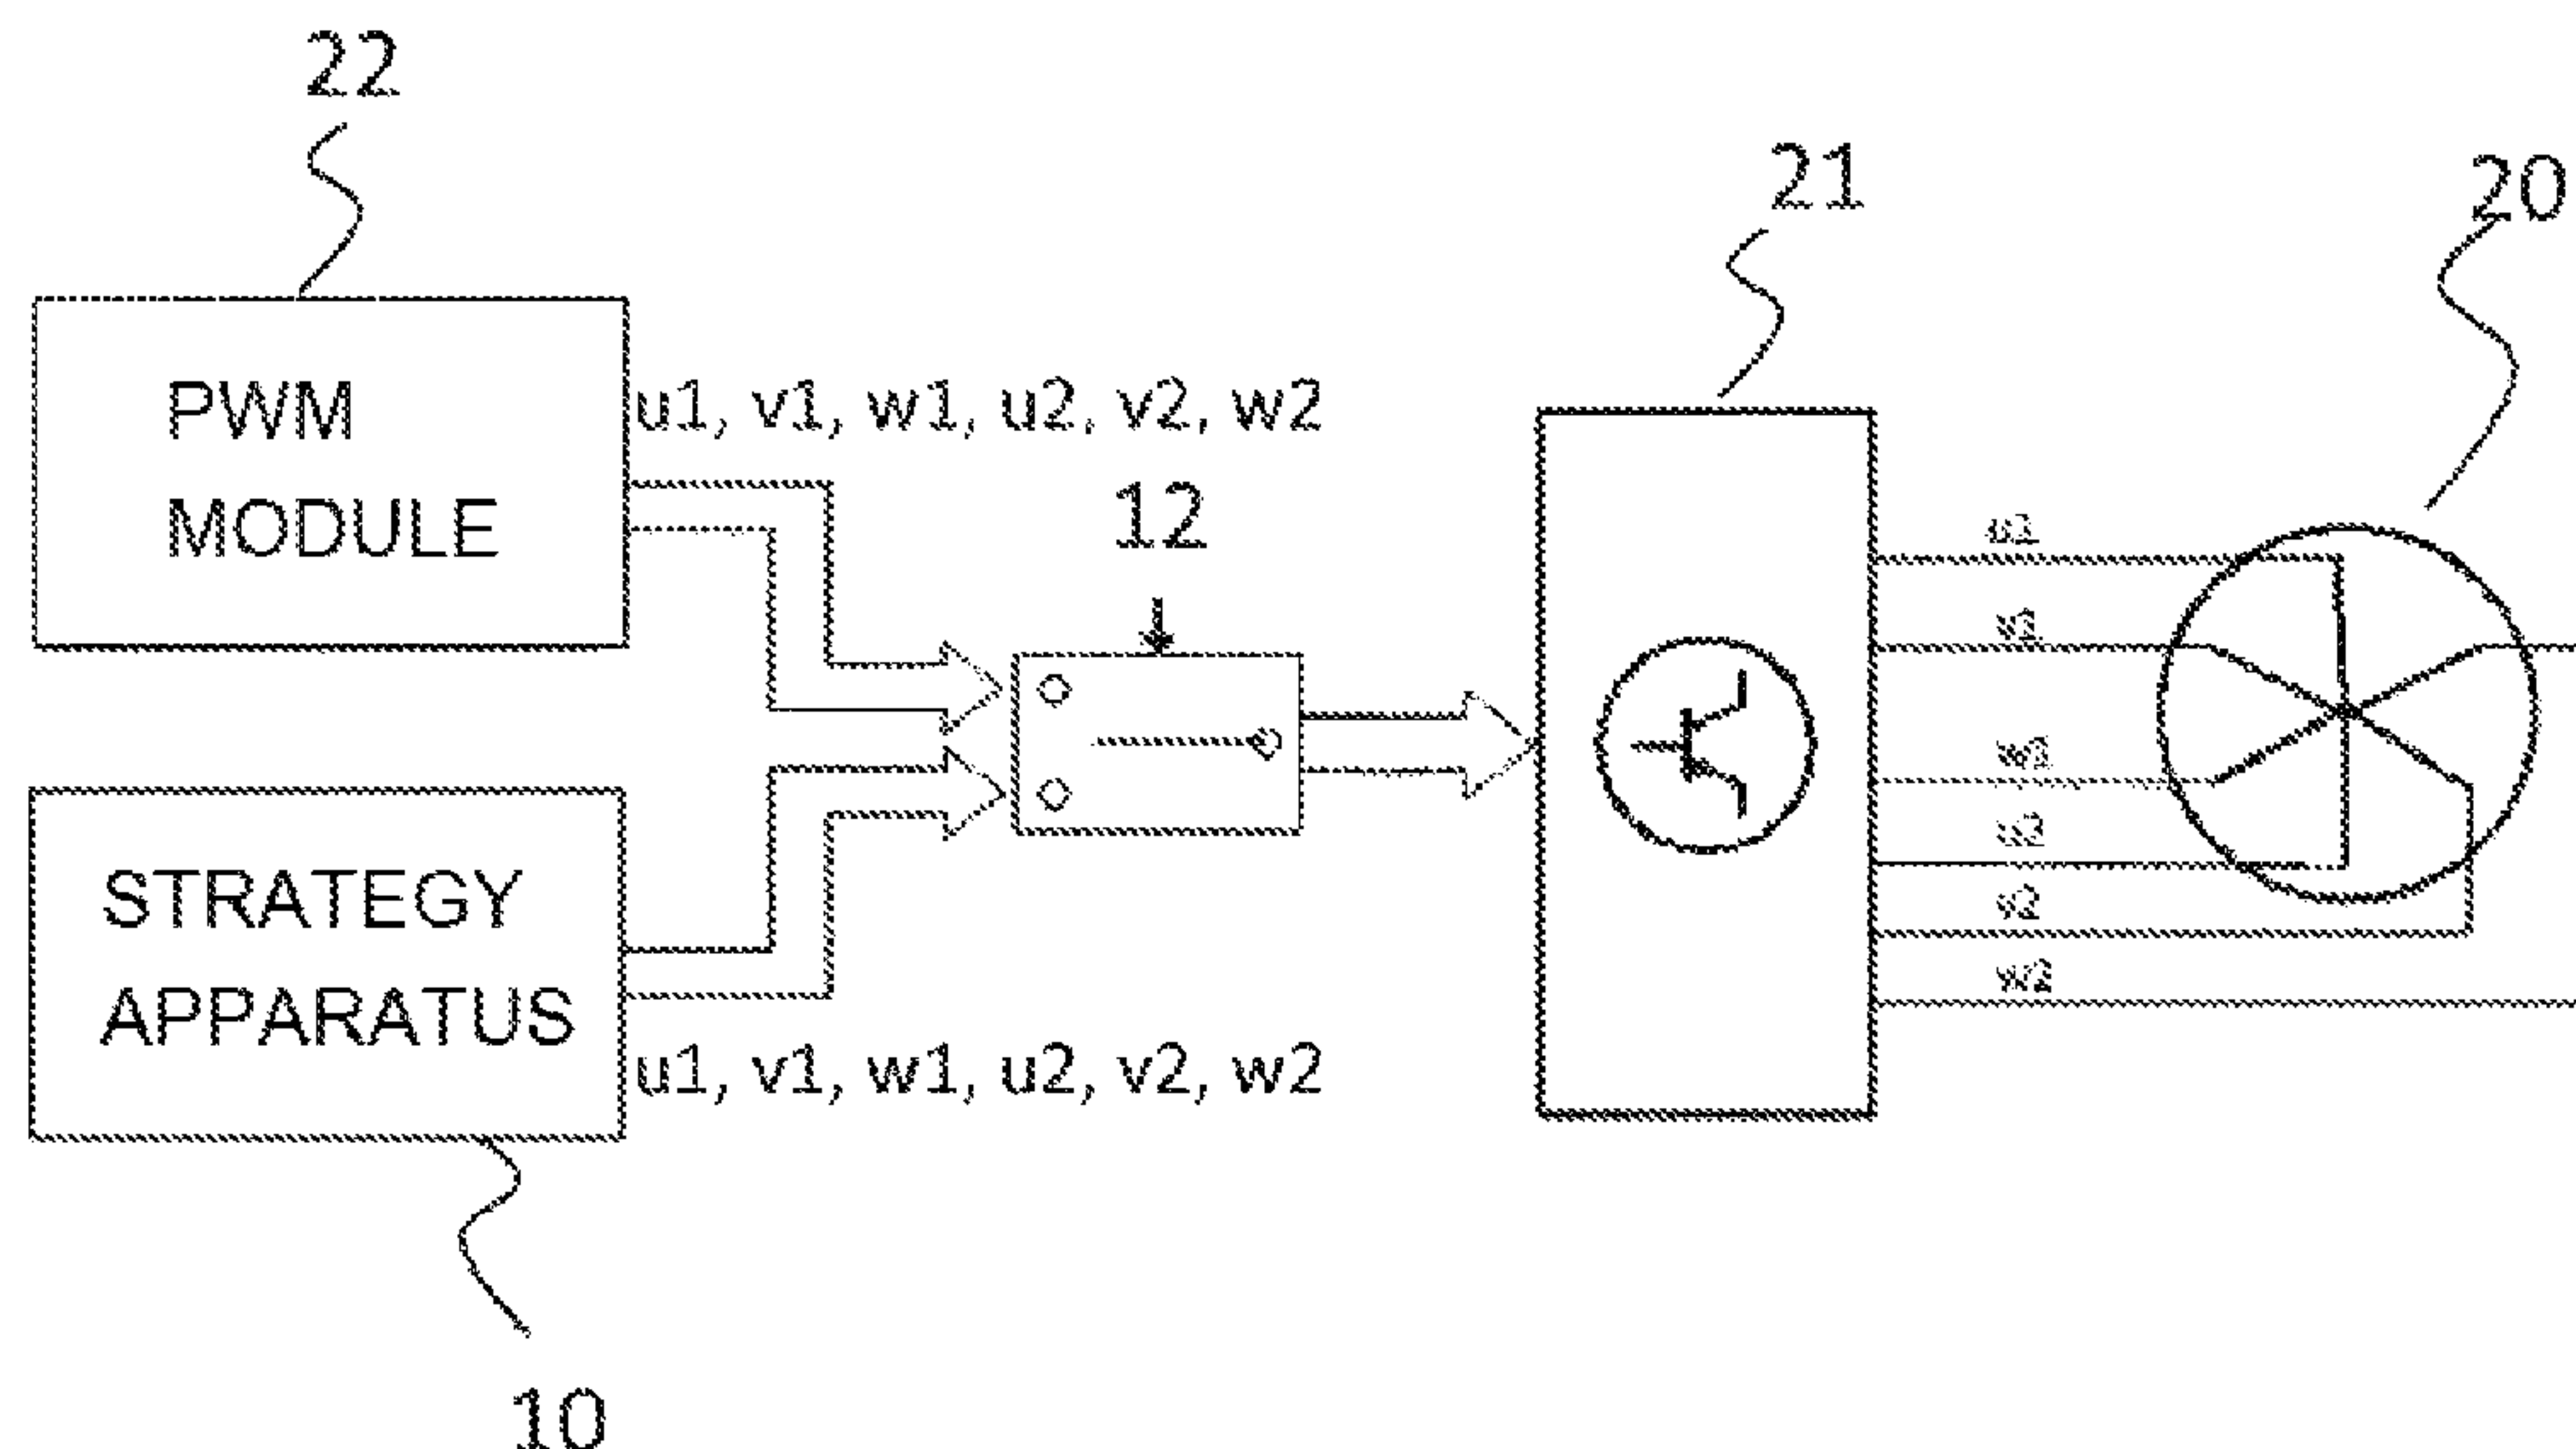 22
21
20
PWM
MODULE
u1, v1, w1, u2, v2, w2
12
STRATEGY
APPARATUS
w2
u1, v1, w1, u2, v2, w2
10